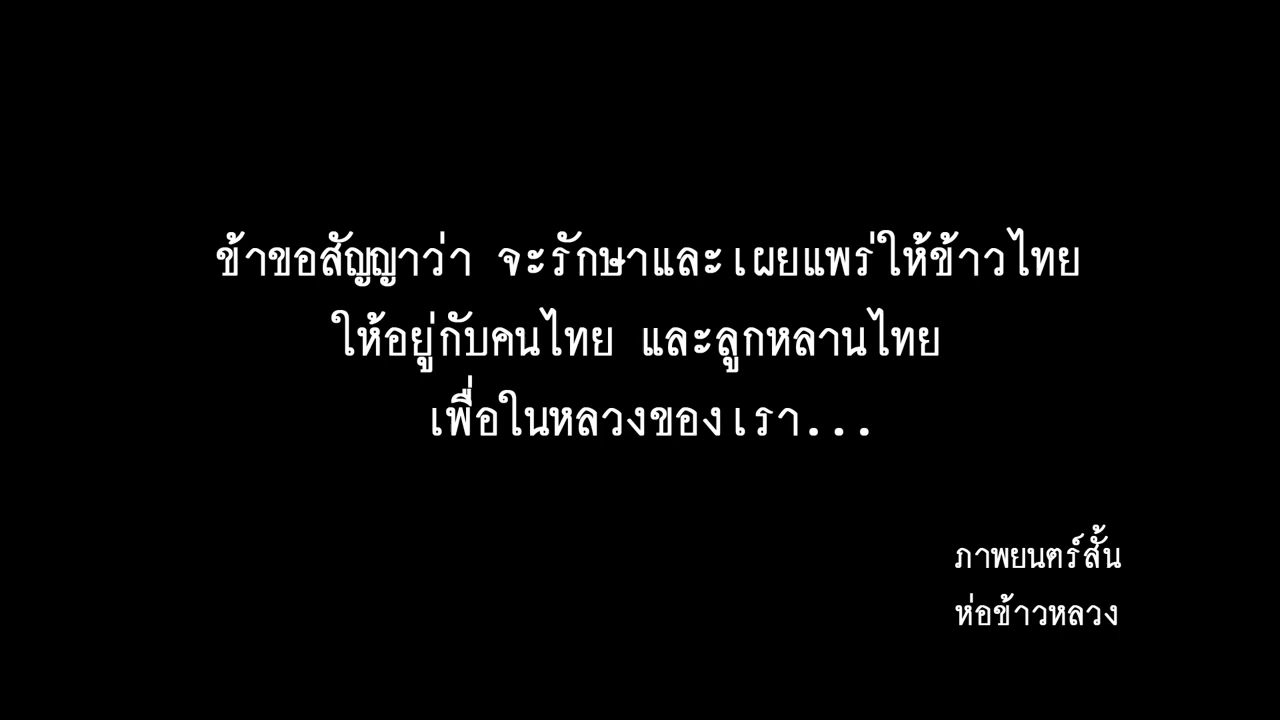 ข้าขอสัญญาว่า จะรักษาและเผยแพร่ให้ข้าวไทย
ให้อยู่กับคนไทย และลูกหลานไทย
เพื่อในหลวงของเรา...
ภาพยนตร์สั้น
ห่อข้าวหลวง